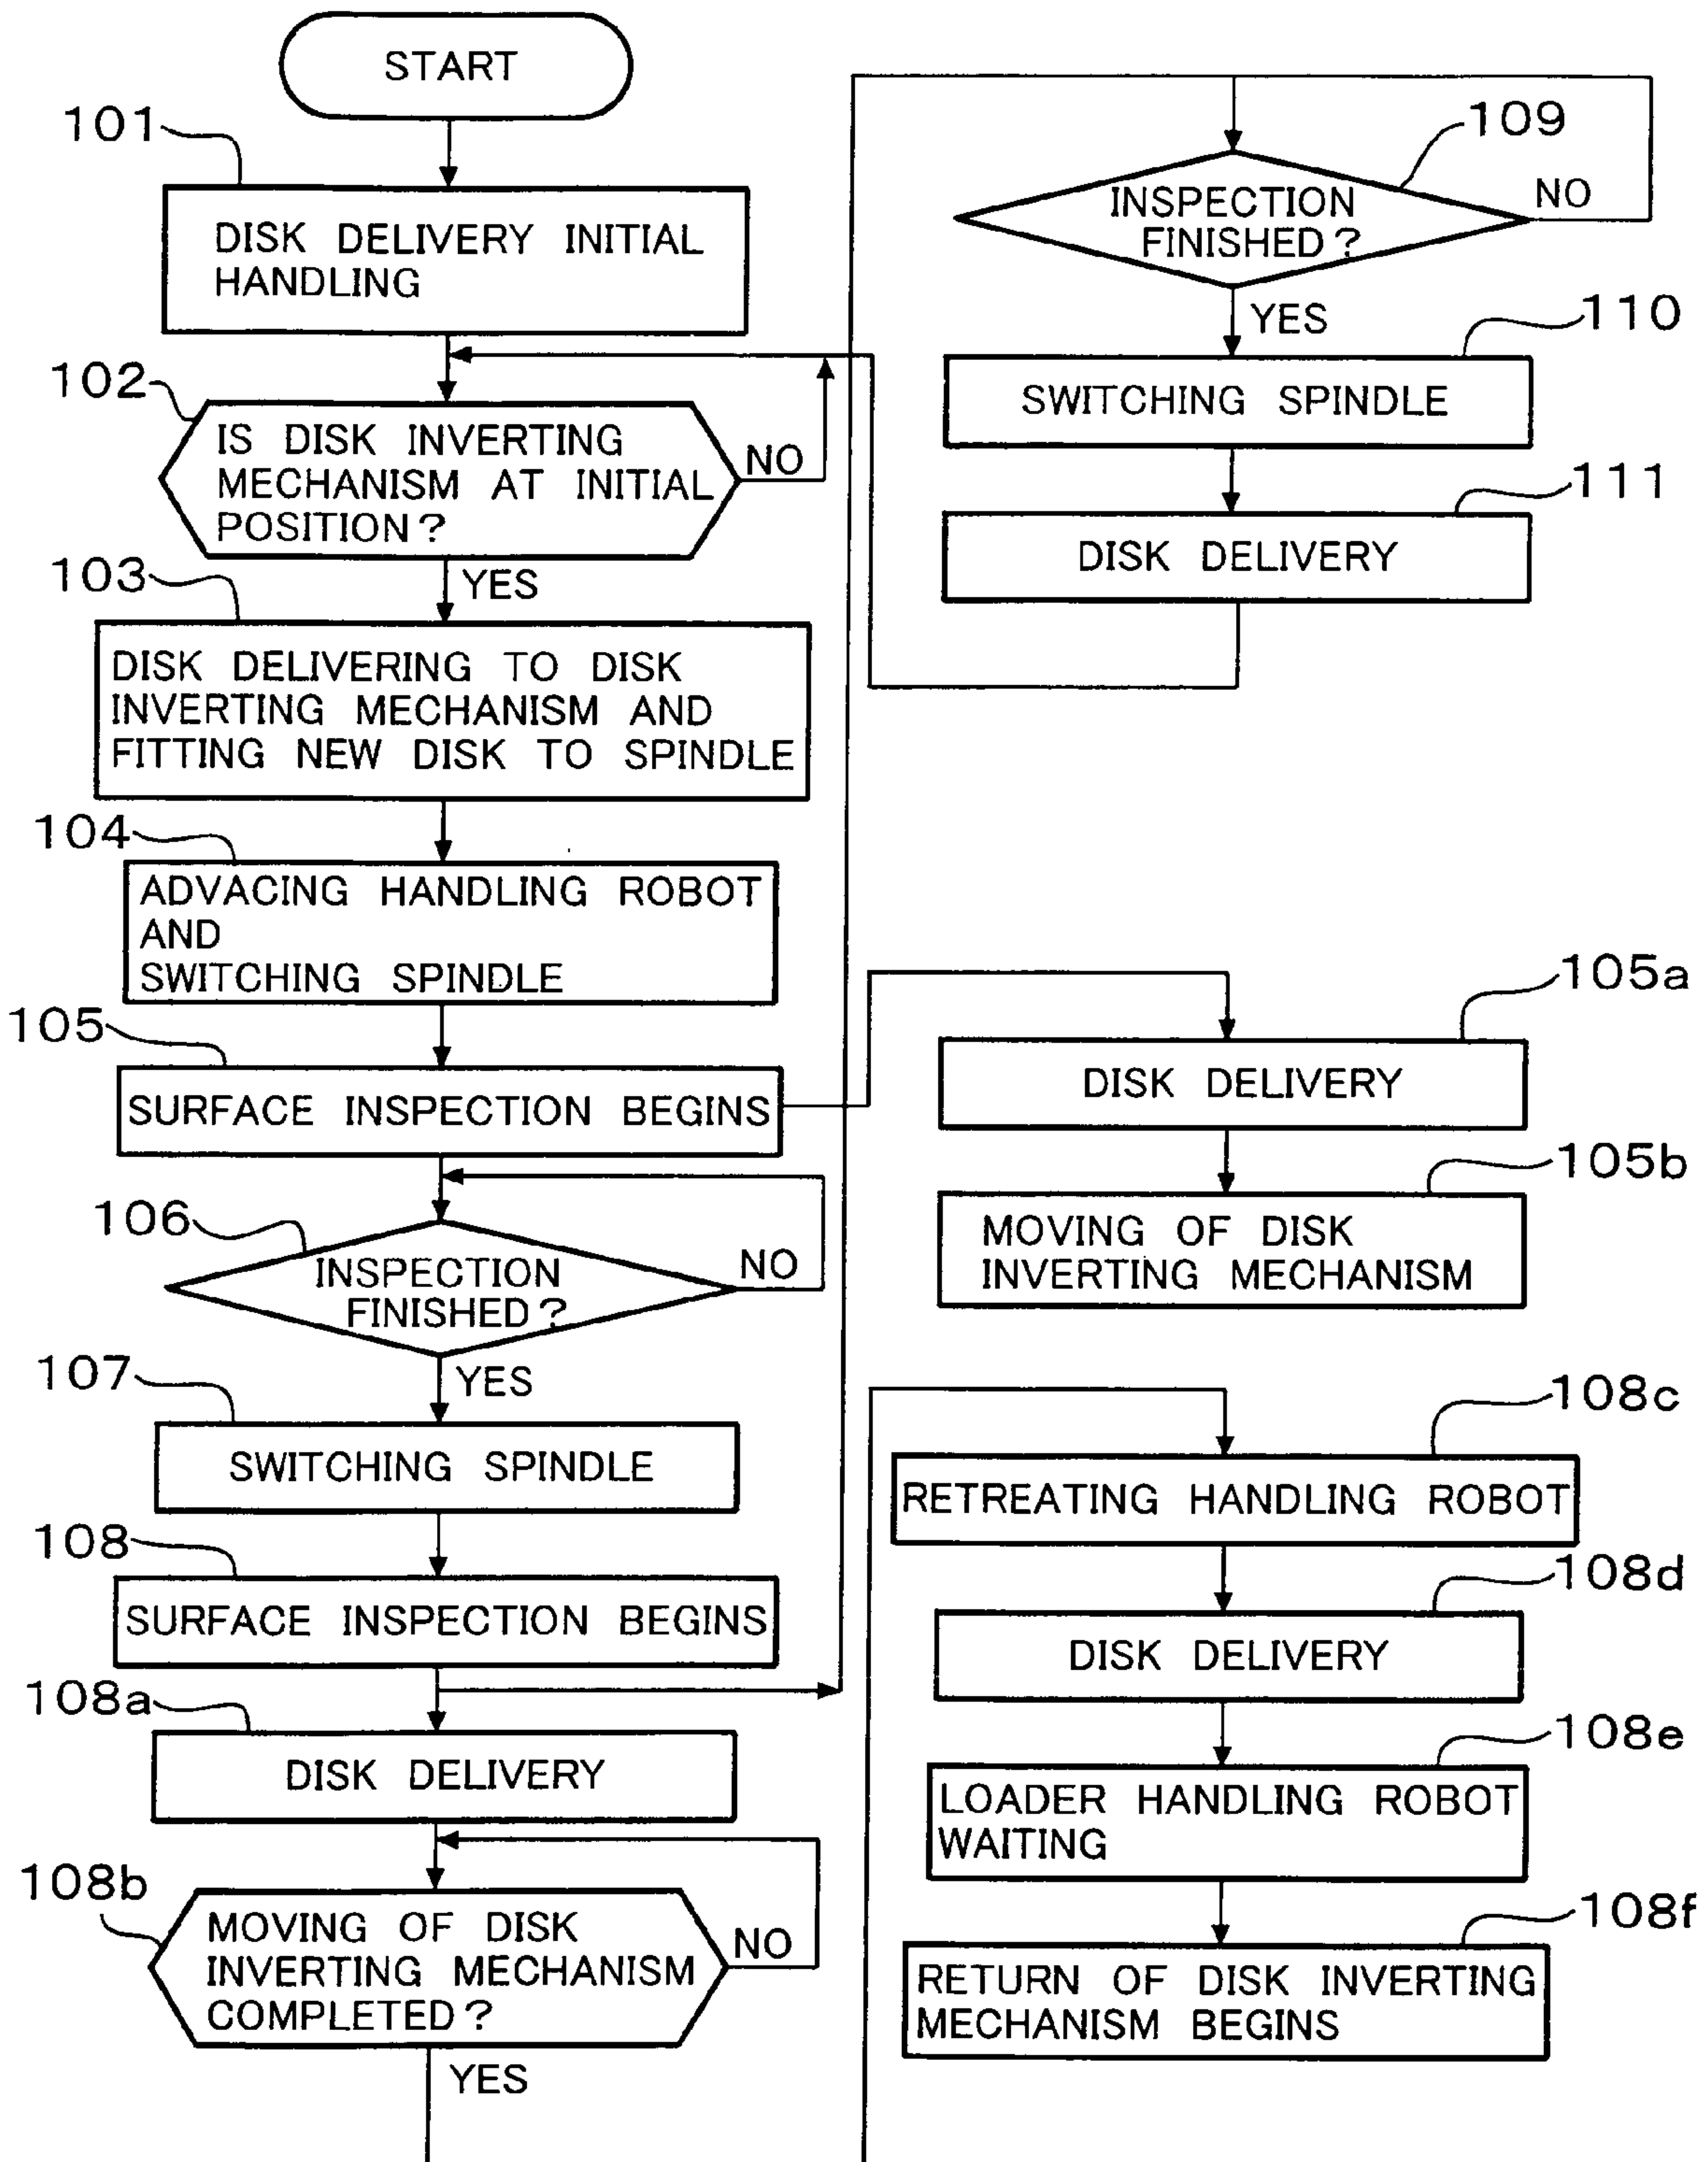 START
101
DISK DELIVERY INITIAL
HANDLING
102
IS DISK INVERTING
MECHANISM AT INITIAL
POSITION?
NO
YES
103
DISK DELIVERING TO DISK
INVERTING MECHANISM AND
FITTING NEW DISK TO SPINDLE
104
ADVACING HANDLING ROBOT
AND
SWITCHING SPINDLE
105
SURFACE INSPECTION BEGINS
106
INSPECTION
FINISHED?
NO
YES
107
SWITCHING SPINDLE
108
SURFACE INSPECTION BEGINS
108a
DISK DELIVERY
108b
MOVING OF DISK
INVERTING MECHANISM
COMPLETED?
NO
YES
109
INSPECTION
FINISHED?
NO
YES
110
SWITCHING SPINDLE
111
DISK DELIVERY
105a
DISK DELIVERY
105b
MOVING OF DISK
INVERTING MECHANISM
108c
RETREATING HANDLING ROBOT
108d
DISK DELIVERY
108e
LOADER HANDLING ROBOT
WAITING
108f
RETURN OF DISK INVERTING
MECHANISM BEGINS